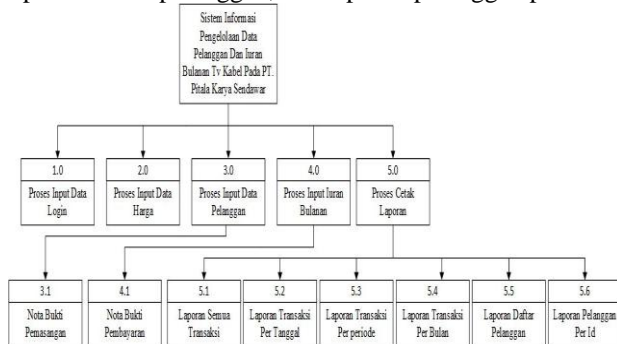 Sistem Informasi
Pengelolaan Data
Pelanggan Dan Iuran
Bulanan Tv Kabel Pada PT.
Pitala Karya Sendawar
1.0
Proses Input Data
Login
2.0
Proses Input Data
Harga
3.0
Proses Input Data
Pelanggan
4.0
Proses Input Iuran
Bulanan
5.0
Proses Cetak
Laporan
3.1
Nota Bukti
Pemasangan
4.1
Nota Bukti
Pembayaran
5.1
Laporan Semua
Transaksi
5.2
Laporan Transaksi
Per Tanggal
5.3
Laporan Transaksi
Per periode
5.4
Laporan Transaksi
Per Bulan
5.5
Laporan Daftar
Pelanggan
5.6
Laporan Pelanggan
Per Id